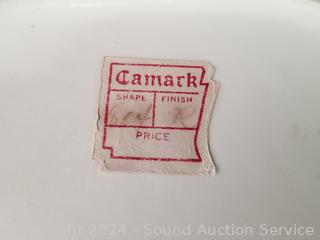 Camark
SHAPE FINISH
R
PRICE
Copyright 2024 - Sound Auction Service